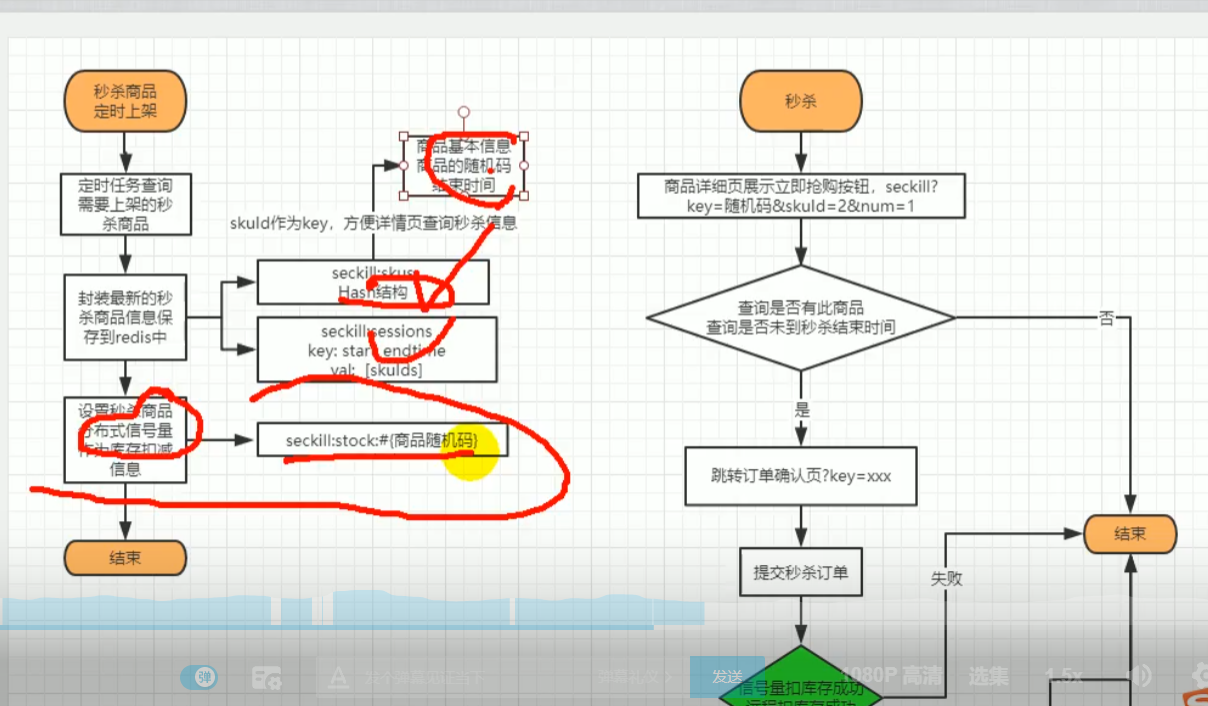 秒杀商品
定时上架
定时任务查询
需要上架的秒
杀商品
封装最新的秒
杀商品信息保
存到redis中
设置秒杀商品
分布式信号量
作为库存扣减
信息
结束
商品基本信息
商品的随机码
结束时间
skuId作为key，方便详情页查询秒杀信息
seckill:skus
Hash结构
seckill:sessions
key: start_endtime
val: [skuIds]
seckill:stock:#{商品随机码}
秒杀
商品详细页展示立即抢购按钮，seckill?
key=随机码&skuId=2&num=1
查询是否有此商品
查询是否未到秒杀结束时间
否
是
跳转订单确认页?key=xxx
提交秒杀订单
失败
结束
信号量扣库存成功
远程扣库存成功
弹
发送
1080P 高清
选集
1.5x